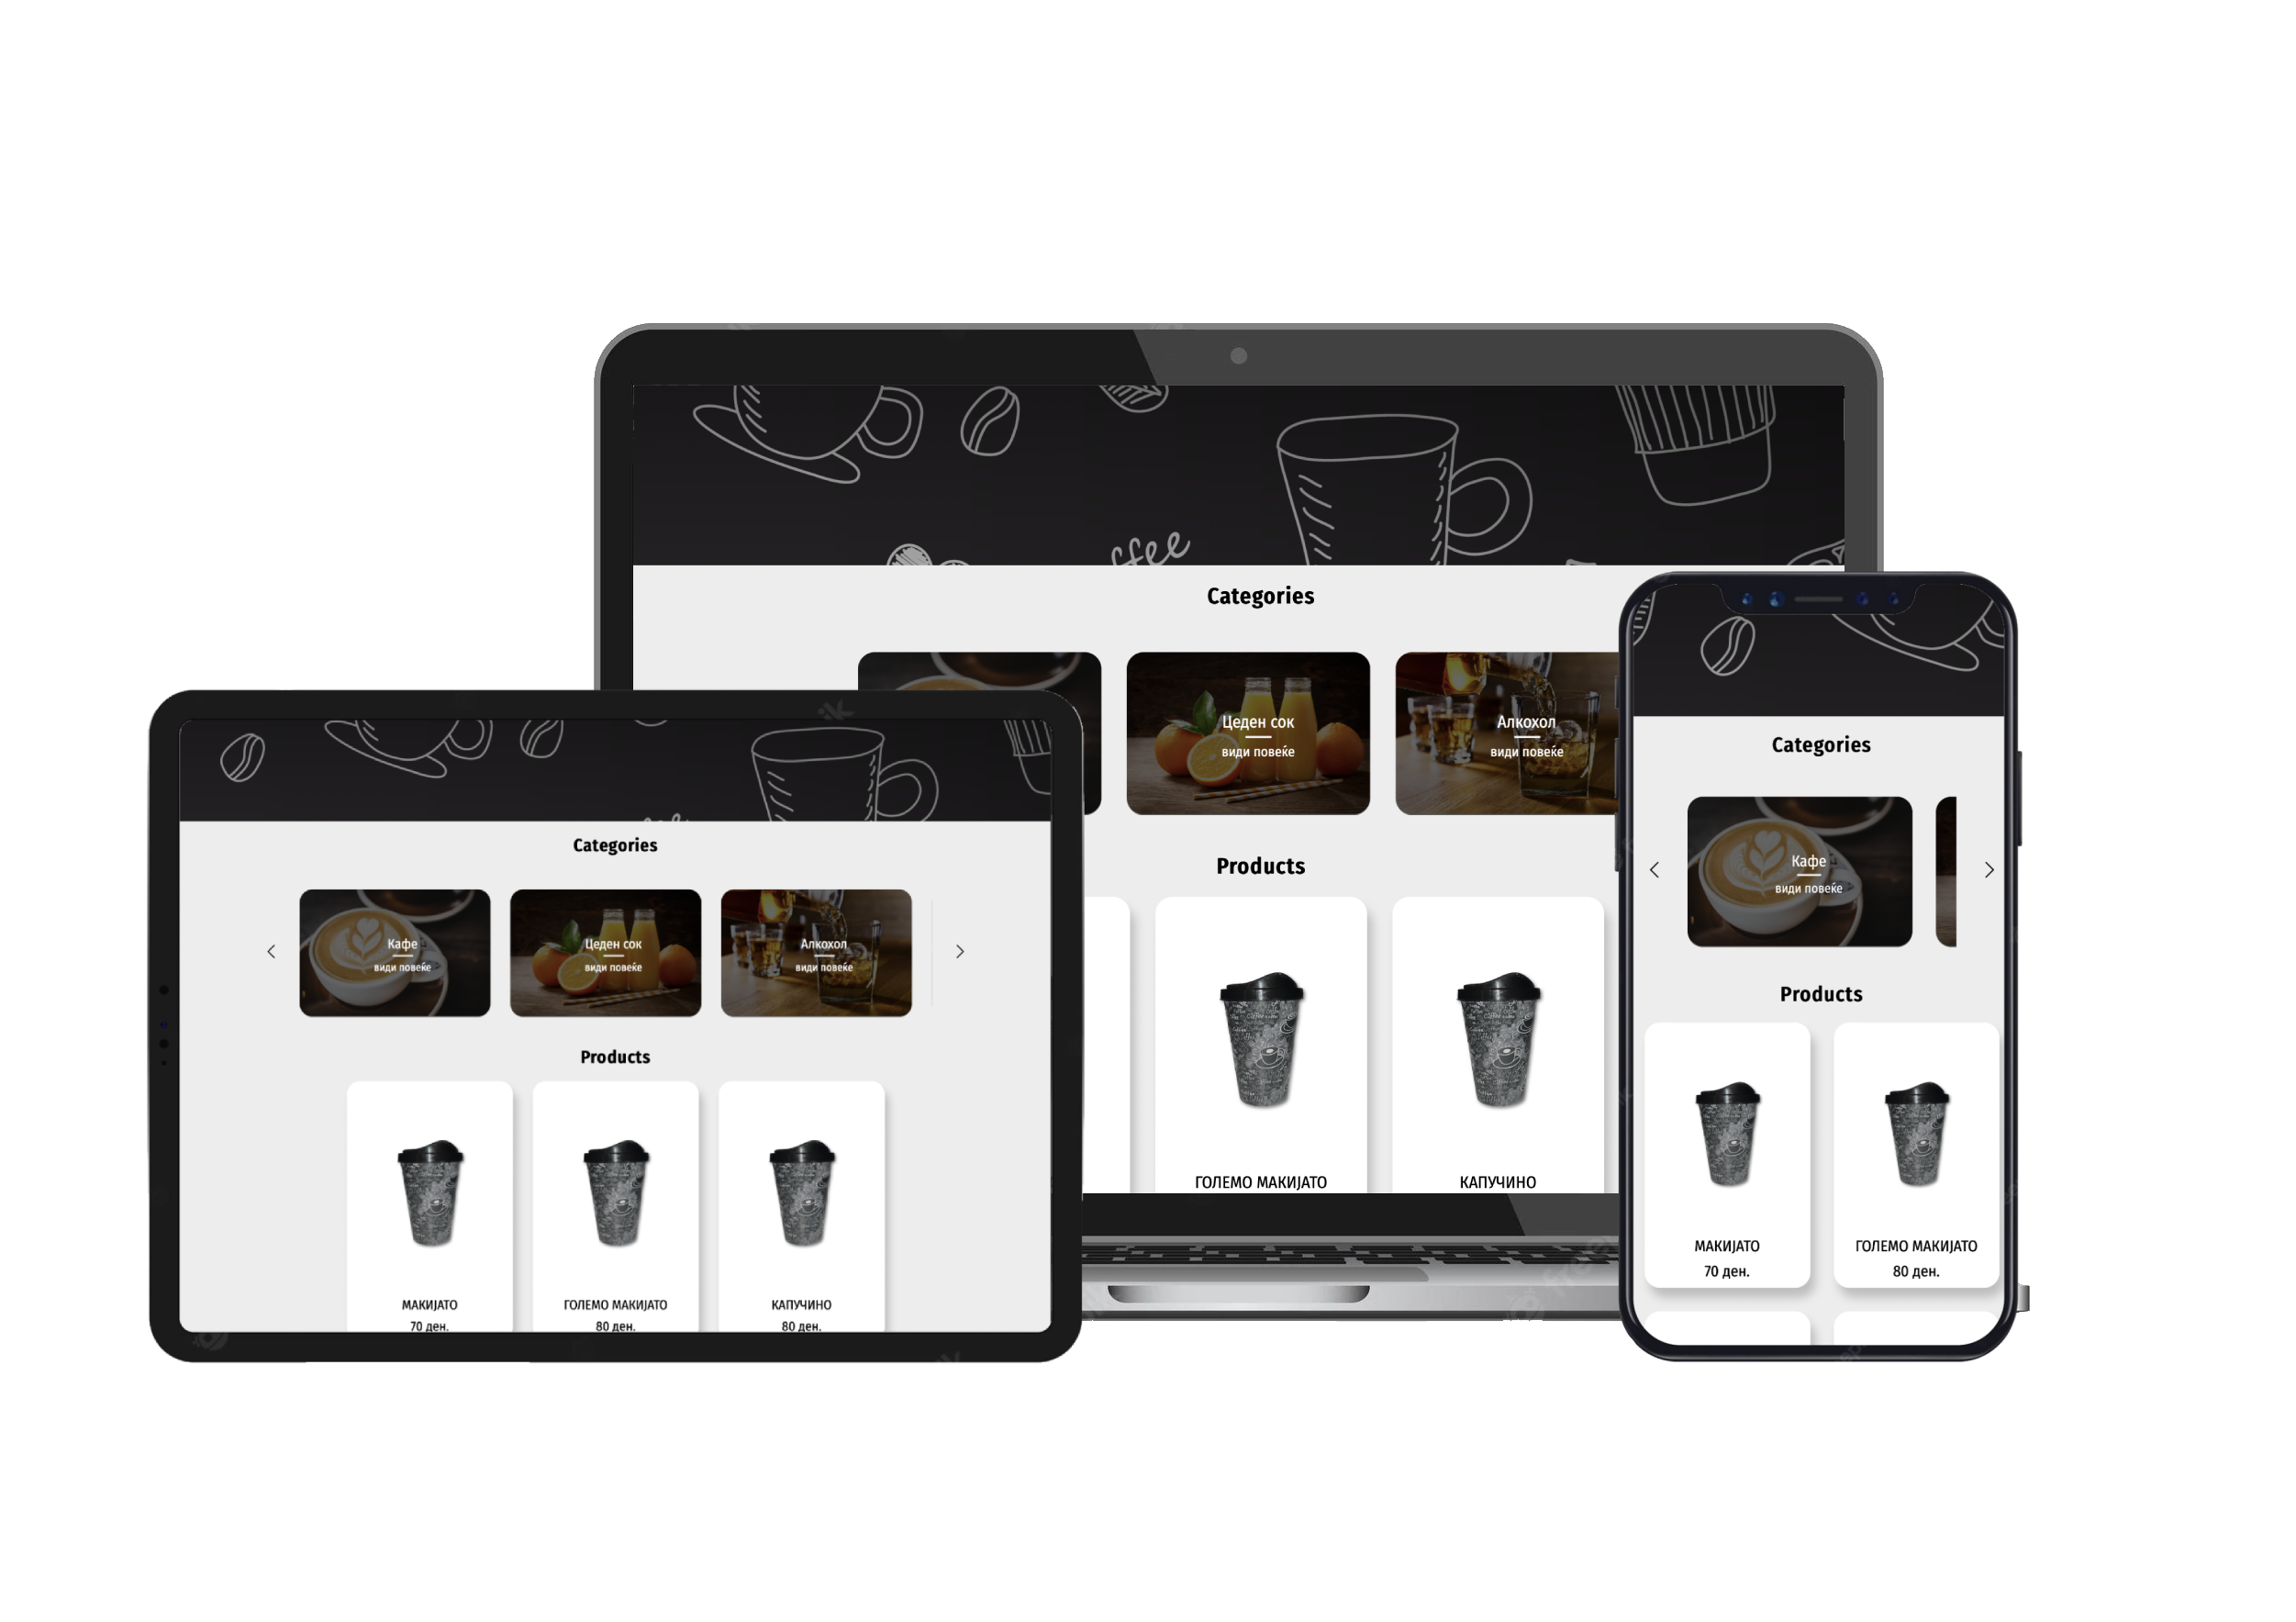 ffee
Categories
Цеден сок
види повеќе
Алкохол
види повеќе
Products
ГОЛЕМО МАКИЈАТО
КАПУЧИНО
Categories
Кафе
види повеќе
Цеден сок
види повеќе
Алкохол
види повеќе
Products
МАКИЈАТО
70 ден.
ГОЛЕМО МАКИЈАТО
80 ден.
КАПУЧИНО
80 ден.
Categories
Кафе
види повеќе
Products
МАКИЈАТО
70 ден.
ГОЛЕМО МАКИЈАТО
80 ден.